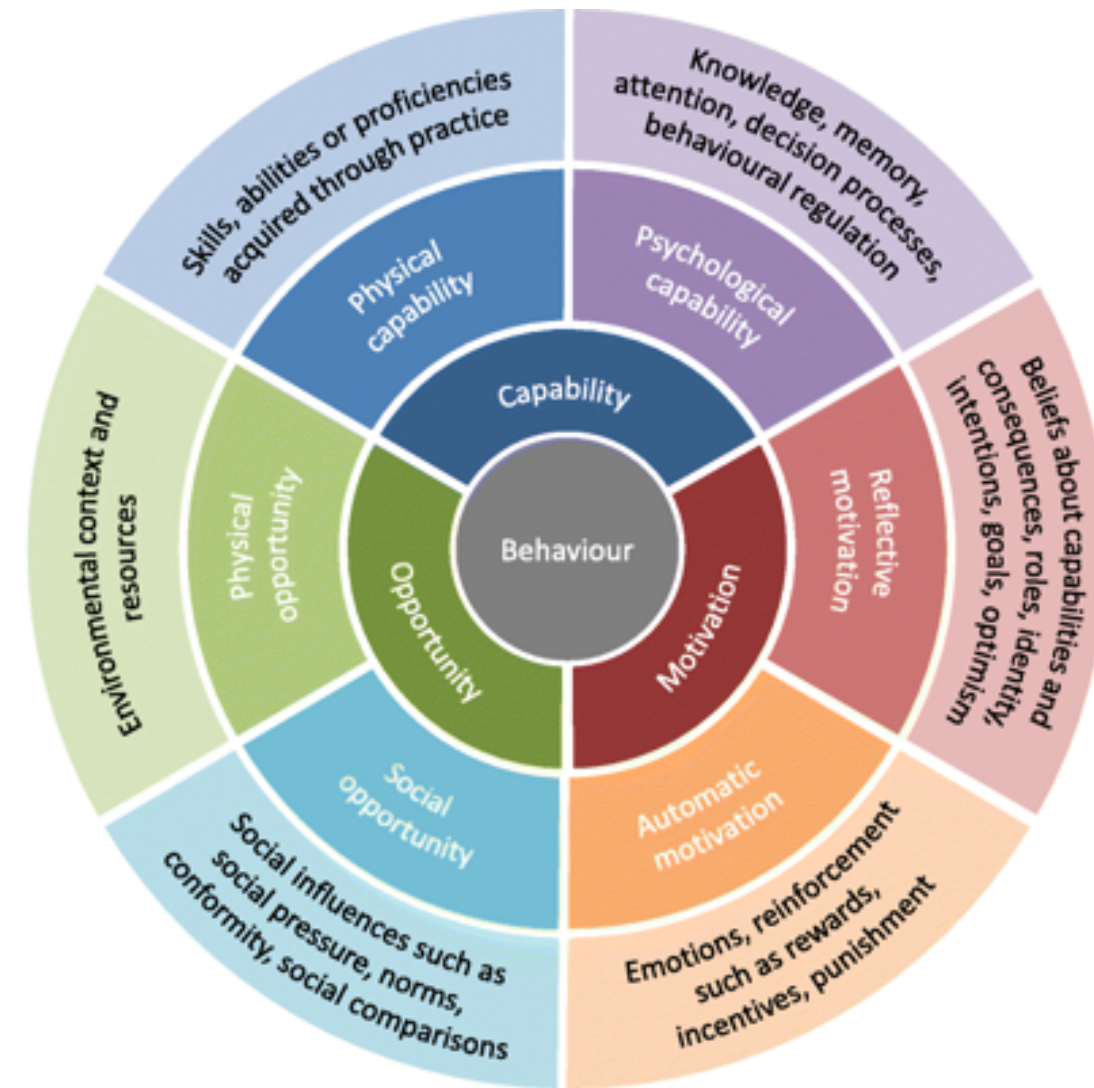 Skills, abilities or proficiencies
acquired through practice
Knowledge, memory,
attention, decision processes,
behavioural regulation
Physical
capability
Psychological
capability
Capability
Environmental context and
resources
Physical
opportunity
Opportunity
Behaviour
Motivation
Reflective
motivation
Beliefs about capabilities and
consequences, roles, identity,
intentions, goals, optimism
Social
opportunity
Automatic
motivation
Social influences such as
social pressure, norms,
conformity, social comparisons
Emotions, reinforcement
such as rewards,
incentives, punishment